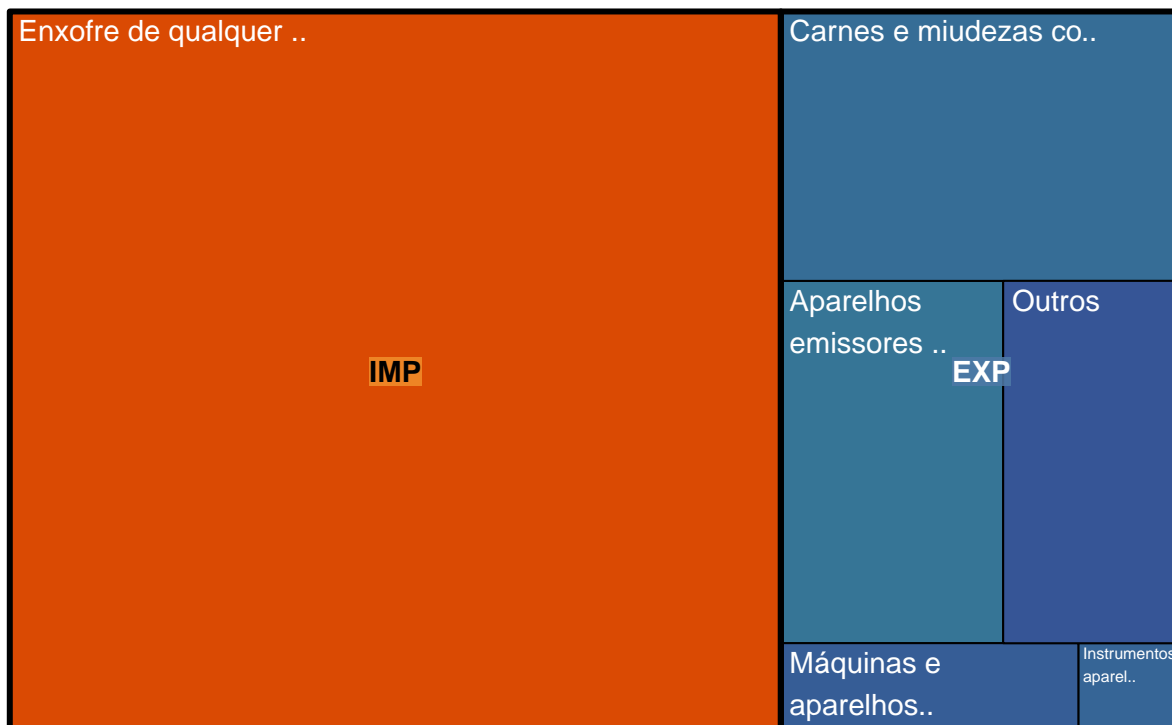 Enxofre de qualquer ..
IMP
Carnes e miudezas co..
Aparelhos
emissores ..
Outros
EXP
Máquinas e
aparelhos..
Instrumentos
aparel..